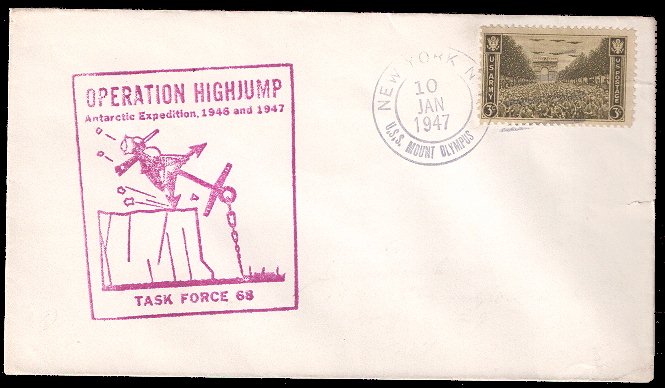 OPERATION HIGHJUMP
Antarctic Expedition, 1946 and 1947
TASK FORCE 68
NEW YORK N.
10
JAN
1947
U.S.S. MOUNT OLYMPUS
U.S. ARMY
U.S. POSTAGE
3¢
3¢